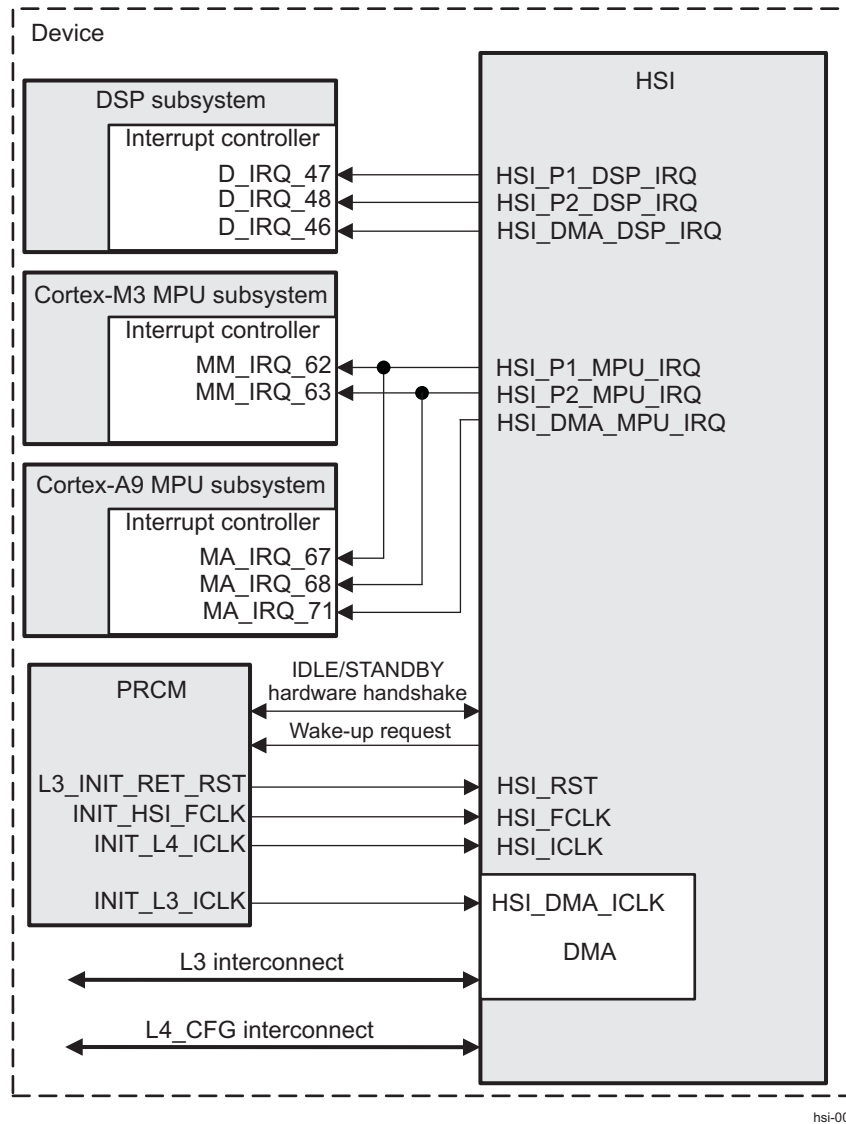 Device
DSP subsystem
Interrupt controller
D_IRQ_47
D_IRQ_48
D_IRQ_46
HSI
HSI_P1_DSP_IRQ
HSI_P2_DSP_IRQ
HSI_DMA_DSP_IRQ
Cortex-M3 MPU subsystem
Interrupt controller
MM_IRQ_62
MM_IRQ_63
HSI_P1_MPU_IRQ
HSI_P2_MPU_IRQ
HSI_DMA_MPU_IRQ
Cortex-A9 MPU subsystem
Interrupt controller
MA_IRQ_67
MA_IRQ_68
MA_IRQ_71
PRCM
IDLE/STANDBY
hardware handshake
Wake-up request
L3_INIT_RET_RST
INIT_HSI_FCLK
INIT_L4_ICLK
INIT_L3_ICLK
HSI_RST
HSI_FCLK
HSI_ICLK
HSI_DMA_ICLK
DMA
L3 interconnect
L4_CFG interconnect
hsi-00